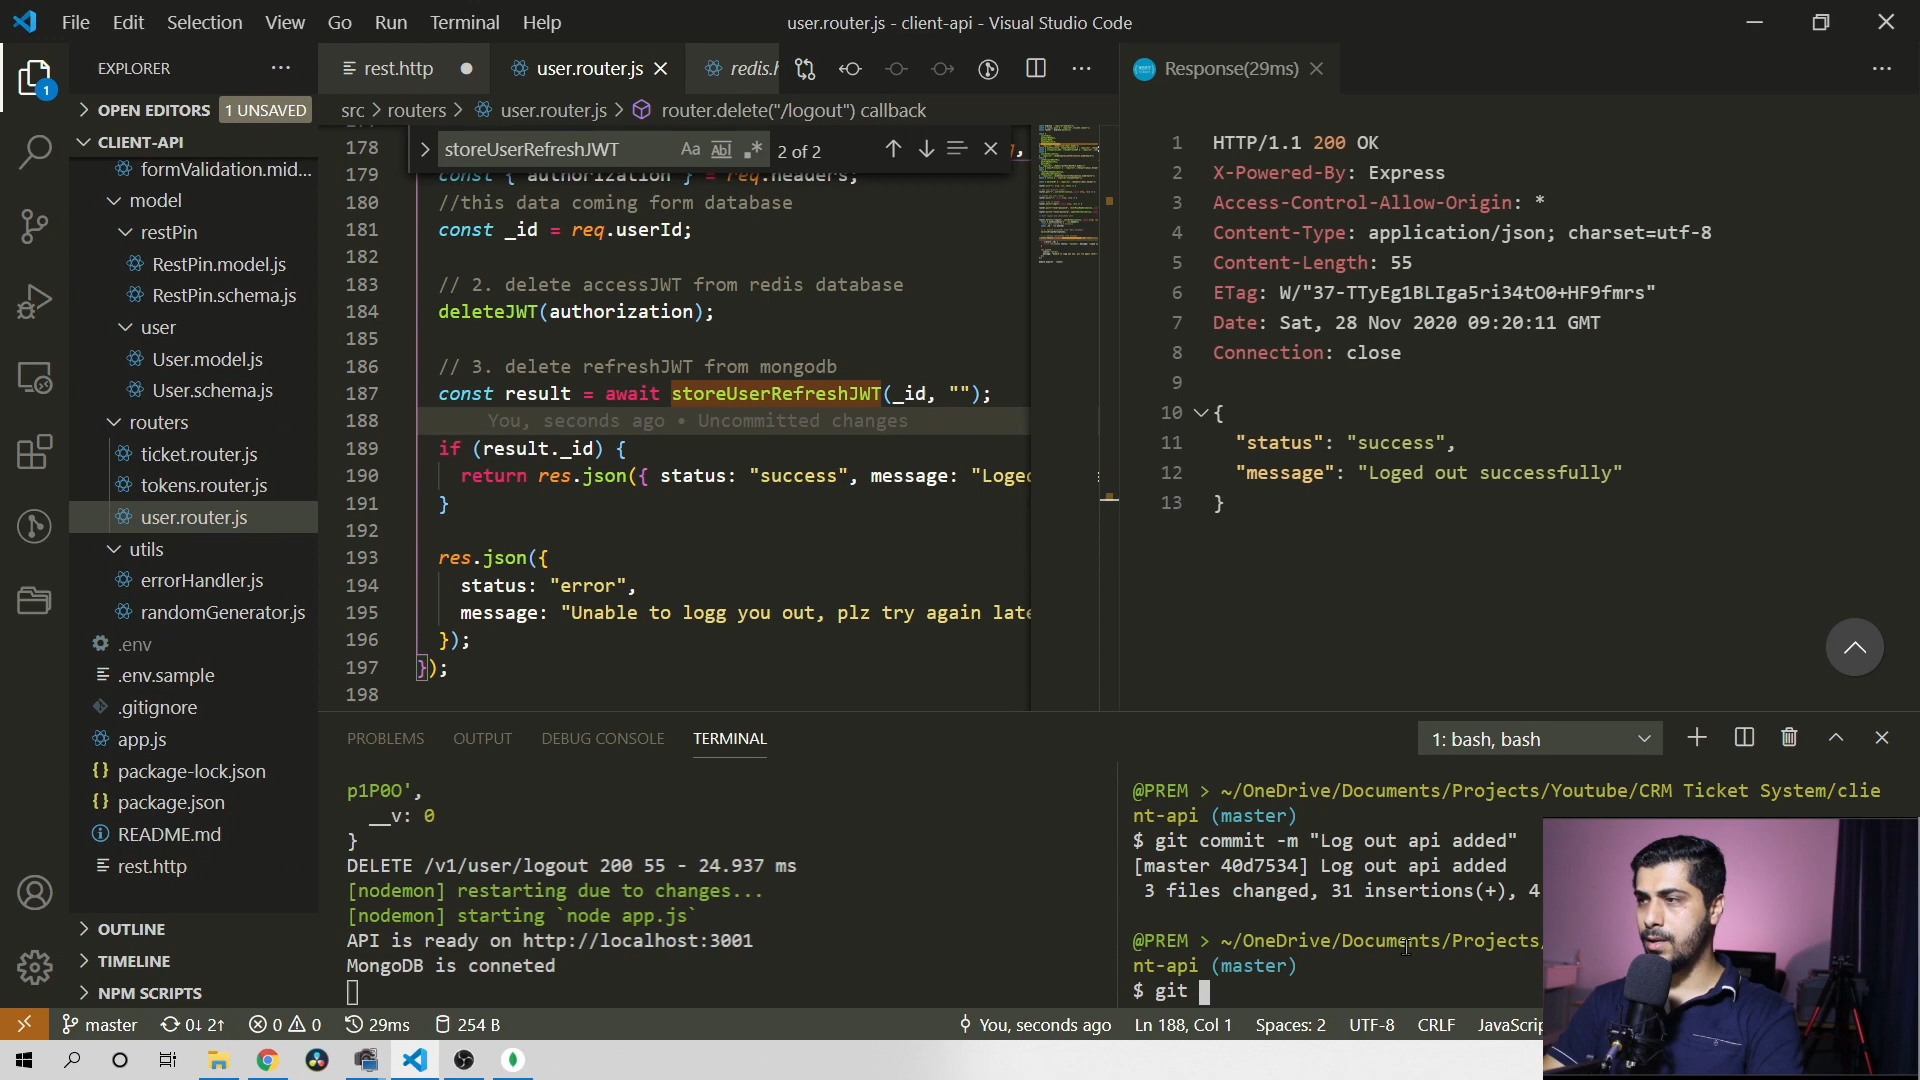 File Edit Selection View Go Run Terminal Help
user.router.js - client-api - Visual Studio Code
1
EXPLORER
OPEN EDITORS 1 UNSAVED
CLIENT-API
formValidation.mid...
model
restPin
RestPin.model.js
RestPin.schema.js
user
User.model.js
User.schema.js
routers
ticket.router.js
tokens.router.js
user.router.js
utils
errorHandler.js
randomGenerator.js
.env
.env.sample
.gitignore
app.js
package-lock.json
package.json
README.md
rest.http
OUTLINE
TIMELINE
NPM SCRIPTS
rest.http
user.router.js
redis.h
src > routers > user.router.js > router.delete("/logout") callback
storeUserRefreshJWT Aa Abl .* 2 of 2
178
179 const { authorization } = req.headers;
180 //this data coming form database
181 const _id = req.userId;
182
183 // 2. delete accessJWT from redis database
184 deleteJWT(authorization);
185
186 // 3. delete refreshJWT from mongodb
187 const result = await storeUserRefreshJWT(_id, "");
188 You, seconds ago • Uncommitted changes
189 if (result._id) {
190 return res.json({ status: "success", message: "Loged
191 }
192
193 res.json({
194 status: "error",
195 message: "Unable to logg you out, plz try again late
196 });
197 });
198
Response(29ms)
1 HTTP/1.1 200 OK
2 X-Powered-By: Express
3 Access-Control-Allow-Origin: *
4 Content-Type: application/json; charset=utf-8
5 Content-Length: 55
6 ETag: W/"37-TTyEg1BLIga5ri34tO0+HF9fmrs"
7 Date: Sat, 28 Nov 2020 09:20:11 GMT
8 Connection: close
9
10 {
11 "status": "success",
12 "message": "Loged out successfully"
13 }
PROBLEMS OUTPUT DEBUG CONSOLE TERMINAL
1: bash, bash
p1P0O',
__v: 0
}
DELETE /v1/user/logout 200 55 - 24.937 ms
[nodemon] restarting due to changes...
[nodemon] starting `node app.js`
API is ready on http://localhost:3001
MongoDB is conneted
@PREM > ~/OneDrive/Documents/Projects/Youtube/CRM Ticket System/clie
nt-api (master)
$ git commit -m "Log out api added"
[master 40d7534] Log out api added
3 files changed, 31 insertions(+), 4
@PREM > ~/OneDrive/Documents/Projects/
nt-api (master)
$ git
master 0↓ 2↑ 0 0 29ms 254 B
You, seconds ago Ln 188, Col 1 Spaces: 2 UTF-8 CRLF JavaScrip